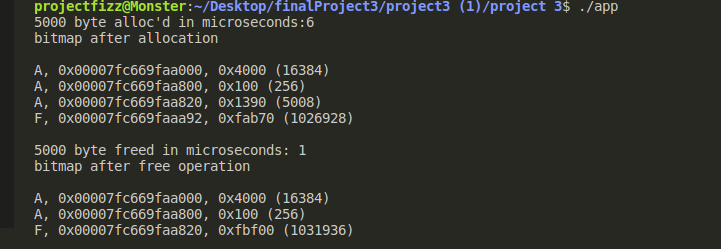 projectfizz@Monster:~/Desktop/finalProject3/project3 (1)/project 3$ ./app
5000 byte alloc'd in microseconds:6
bitmap after allocation
A, 0x00007fc669faa000, 0x4000 (16384)
A, 0x00007fc669faa800, 0x100 (256)
A, 0x00007fc669faa820, 0x1390 (5008)
F, 0x00007fc669faaa92, 0xfab70 (1026928)
5000 byte freed in microseconds: 1
bitmap after free operation
A, 0x00007fc669faa000, 0x4000 (16384)
A, 0x00007fc669faa800, 0x100 (256)
F, 0x00007fc669faa820, 0xfbf00 (1031936)